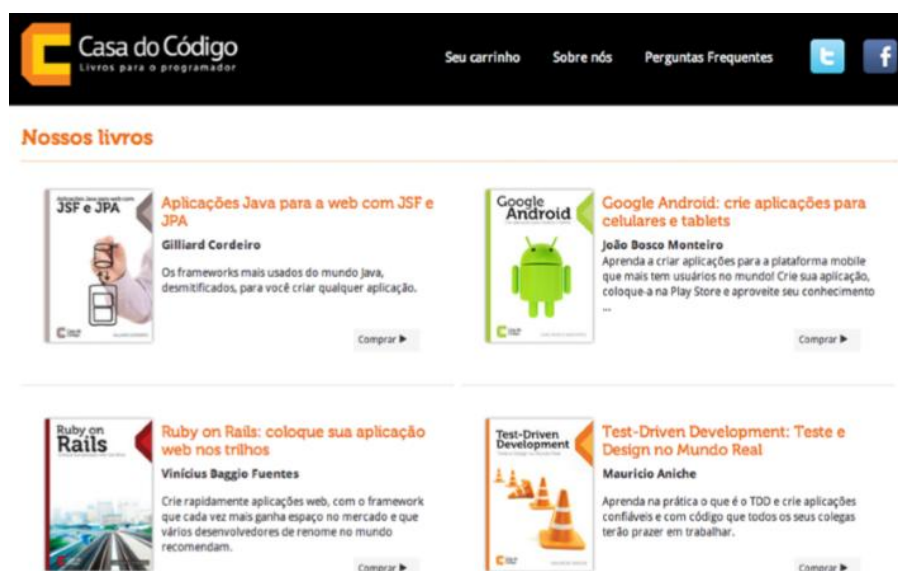 Casa do Código
Livros para o programador
Seu carrinho
Sobre nós
Perguntas Frequentes
Nossos livros
JSF e JPA
Aplicações Java para a web com JSF e
JPA
Gilliard Cordeiro
Os frameworks mais usados do mundo Java,
desmitificados, para você criar qualquer aplicação.
Comprar
Google
Android
Google Android: crie aplicações para
celulares e tablets
João Bosco Monteiro
Aprenda a criar aplicações para a plataforma mobile
que mais tem usuários no mundo! Crie sua aplicação,
coloque-a na Play Store e aproveite seu conhecimento
...
Comprar
Ruby on
Rails
Ruby on Rails: coloque sua aplicação
web nos trilhos
Vinícius Baggio Fuentes
Crie rapidamente aplicações web, com o framework
que cada vez mais ganha espaço no mercado e que
vários desenvolvedores de renome no mundo
recomendam.
Comprar
Test-Driven
Development
Test-Driven Development: Teste e
Design no Mundo Real
Mauricio Aniche
Aprenda na prática o que é o TDD e crie aplicações
confiáveis e com código que todos os seus colegas
terão prazer em trabalhar.
Comprar